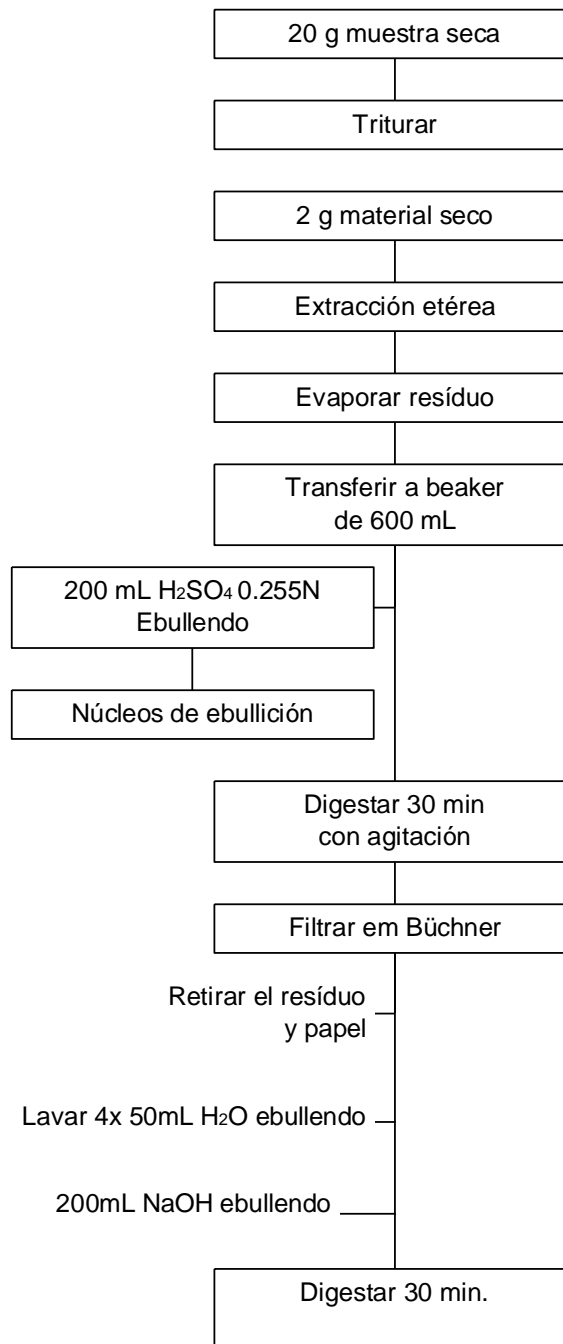 20 g muestra seca
Triturar
2 g material seco
Extracción etérea
Evaporar resíduo
Transferir a beaker
de 600 mL
200 mL H₂SO₄ 0.255N
Ebullendo
Núcleos de ebullición
Digestar 30 min
con agitación
Filtrar em Büchner
Retirar el resíduo
y papel
Lavar 4x 50mL H₂O ebullendo
200mL NaOH ebullendo
Digestar 30 min.